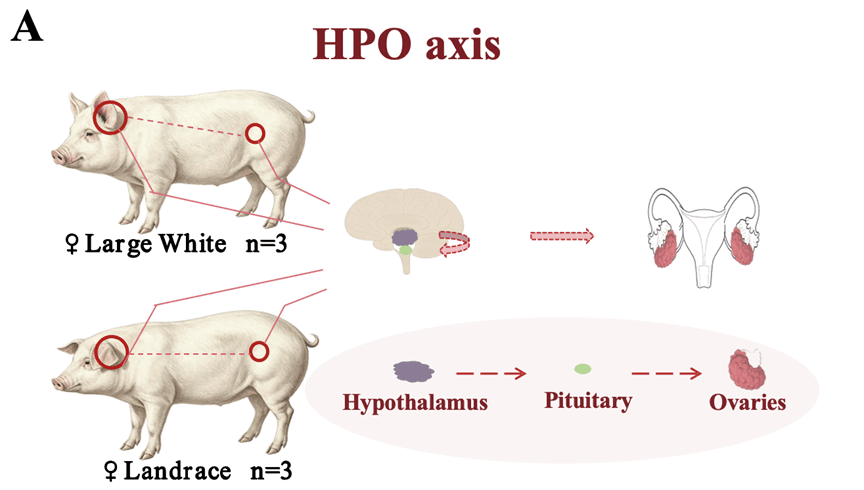 A
HPO axis
♀ Large White n=3
♀ Landrace n=3
Hypothalamus
Pituitary
Ovaries